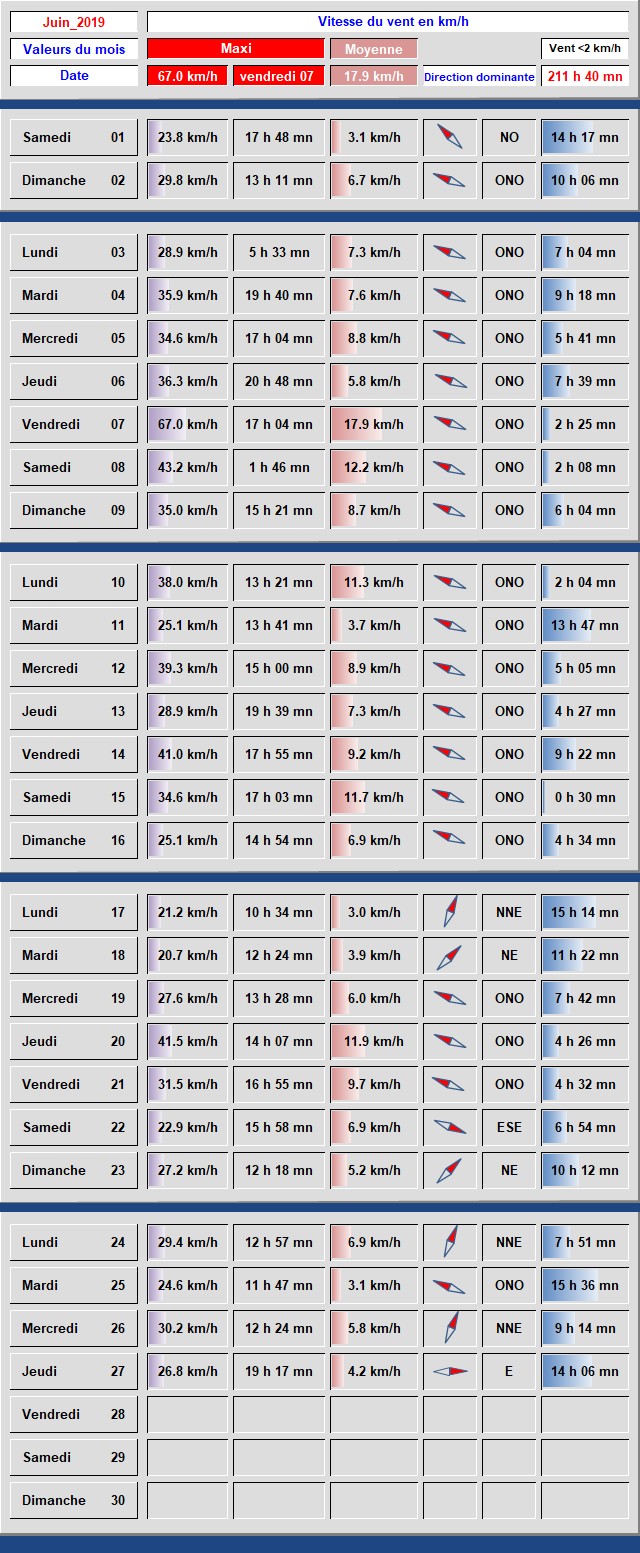 Juin_2019 Vitesse du vent en km/h
Valeurs du mois Maxi Moyenne Vent <2 km/h
Date 67.0 km/h vendredi 07 17.9 km/h Direction dominante 211 h 40 mn
Samedi 01 23.8 km/h 17 h 48 mn 3.1 km/h NO 14 h 17 mn
Dimanche 02 29.8 km/h 13 h 11 mn 6.7 km/h ONO 10 h 06 mn
Lundi 03 28.9 km/h 5 h 33 mn 7.3 km/h ONO 7 h 04 mn
Mardi 04 35.9 km/h 19 h 40 mn 7.6 km/h ONO 9 h 18 mn
Mercredi 05 34.6 km/h 17 h 04 mn 8.8 km/h ONO 5 h 41 mn
Jeudi 06 36.3 km/h 20 h 48 mn 5.8 km/h ONO 7 h 39 mn
Vendredi 07 67.0 km/h 17 h 04 mn 17.9 km/h ONO 2 h 25 mn
Samedi 08 43.2 km/h 1 h 46 mn 12.2 km/h ONO 2 h 08 mn
Dimanche 09 35.0 km/h 15 h 21 mn 8.7 km/h ONO 6 h 04 mn
Lundi 10 38.0 km/h 13 h 21 mn 11.3 km/h ONO 2 h 04 mn
Mardi 11 25.1 km/h 13 h 41 mn 3.7 km/h ONO 13 h 47 mn
Mercredi 12 39.3 km/h 15 h 00 mn 8.9 km/h ONO 5 h 05 mn
Jeudi 13 28.9 km/h 19 h 39 mn 7.3 km/h ONO 4 h 27 mn
Vendredi 14 41.0 km/h 17 h 55 mn 9.2 km/h ONO 9 h 22 mn
Samedi 15 34.6 km/h 17 h 03 mn 11.7 km/h ONO 0 h 30 mn
Dimanche 16 25.1 km/h 14 h 54 mn 6.9 km/h ONO 4 h 34 mn
Lundi 17 21.2 km/h 10 h 34 mn 3.0 km/h NNE 15 h 14 mn
Mardi 18 20.7 km/h 12 h 24 mn 3.9 km/h NE 11 h 22 mn
Mercredi 19 27.6 km/h 13 h 28 mn 6.0 km/h ONO 7 h 42 mn
Jeudi 20 41.5 km/h 14 h 07 mn 11.9 km/h ONO 4 h 26 mn
Vendredi 21 31.5 km/h 16 h 55 mn 9.7 km/h ONO 4 h 32 mn
Samedi 22 22.9 km/h 15 h 58 mn 6.9 km/h ESE 6 h 54 mn
Dimanche 23 27.2 km/h 12 h 18 mn 5.2 km/h NE 10 h 12 mn
Lundi 24 29.4 km/h 12 h 57 mn 6.9 km/h NNE 7 h 51 mn
Mardi 25 24.6 km/h 11 h 47 mn 3.1 km/h ONO 15 h 36 mn
Mercredi 26 30.2 km/h 12 h 24 mn 5.8 km/h NNE 9 h 14 mn
Jeudi 27 26.8 km/h 19 h 17 mn 4.2 km/h E 14 h 06 mn
Vendredi 28
Samedi 29
Dimanche 30